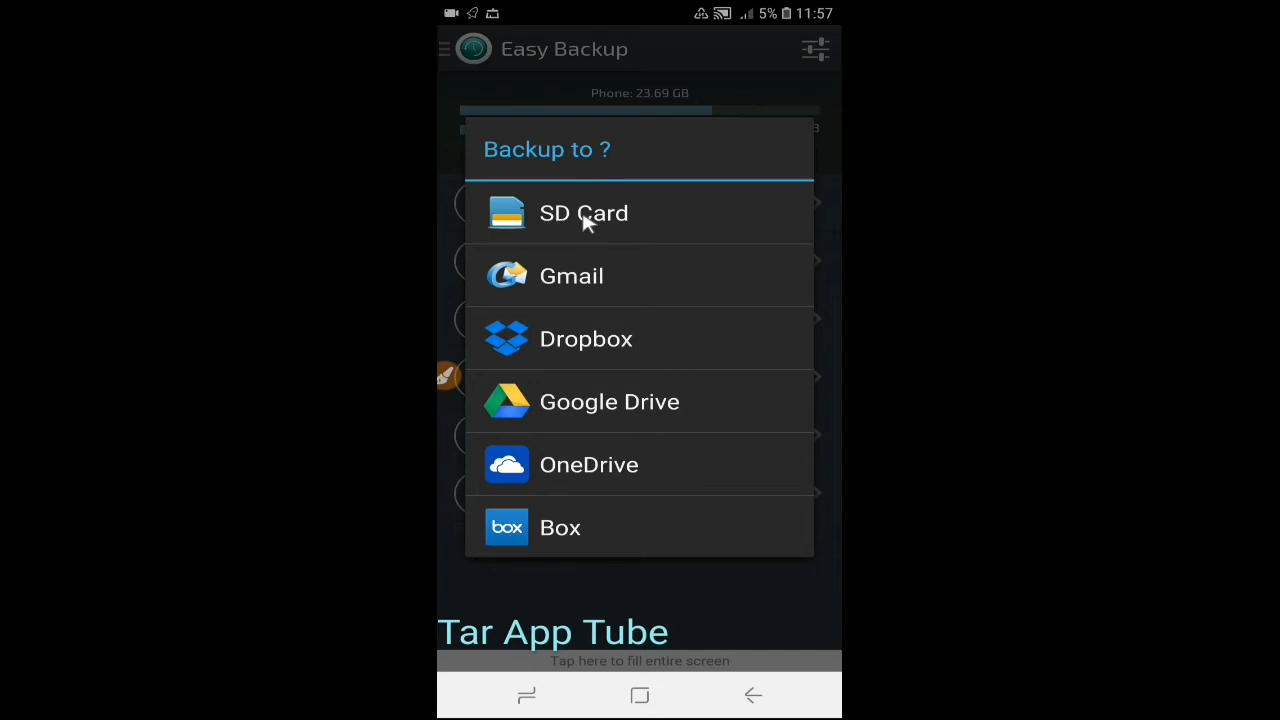 5% 11:57
Easy Backup
Phone: 23.69 GB
Backup to ?
SD Card
Gmail
Dropbox
Google Drive
OneDrive
box Box
Tar App Tube
Tap here to fill entire screen